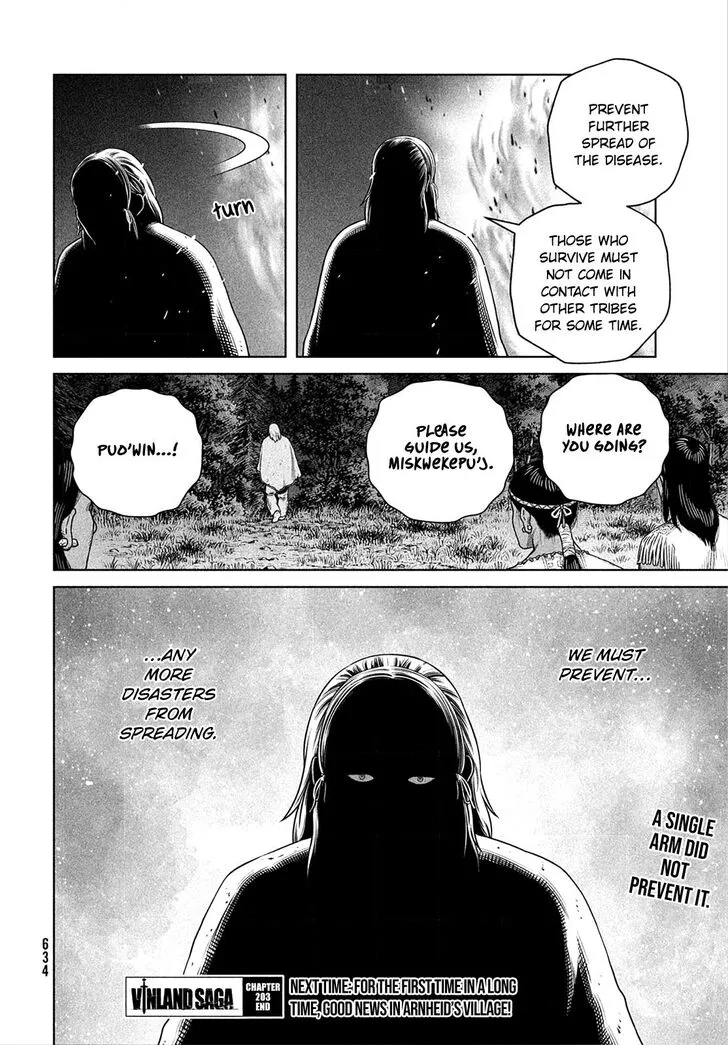 PREVENT
FURTHER
SPREAD OF
THE DISEASE.
THOSE WHO
SURVIVE MUST
NOT COME IN
CONTACT WITH
OTHER TRIBES
FOR SOME TIME.
turn
WHERE ARE
YOU GOING?
PLEASE
GUIDE US,
MISKWEKEPU'J.
PUO'WIN...!
WE MUST
PREVENT...
...ANY
MORE
DISASTERS
FROM
SPREADING.
A SINGLE
ARM DID
NOT
PREVENT IT.
634
VINLAND SAGA
CHAPTER
203
END
NEXT TIME: FOR THE FIRST TIME IN A LONG
TIME, GOOD NEWS IN ARNHEID'S VILLAGE!